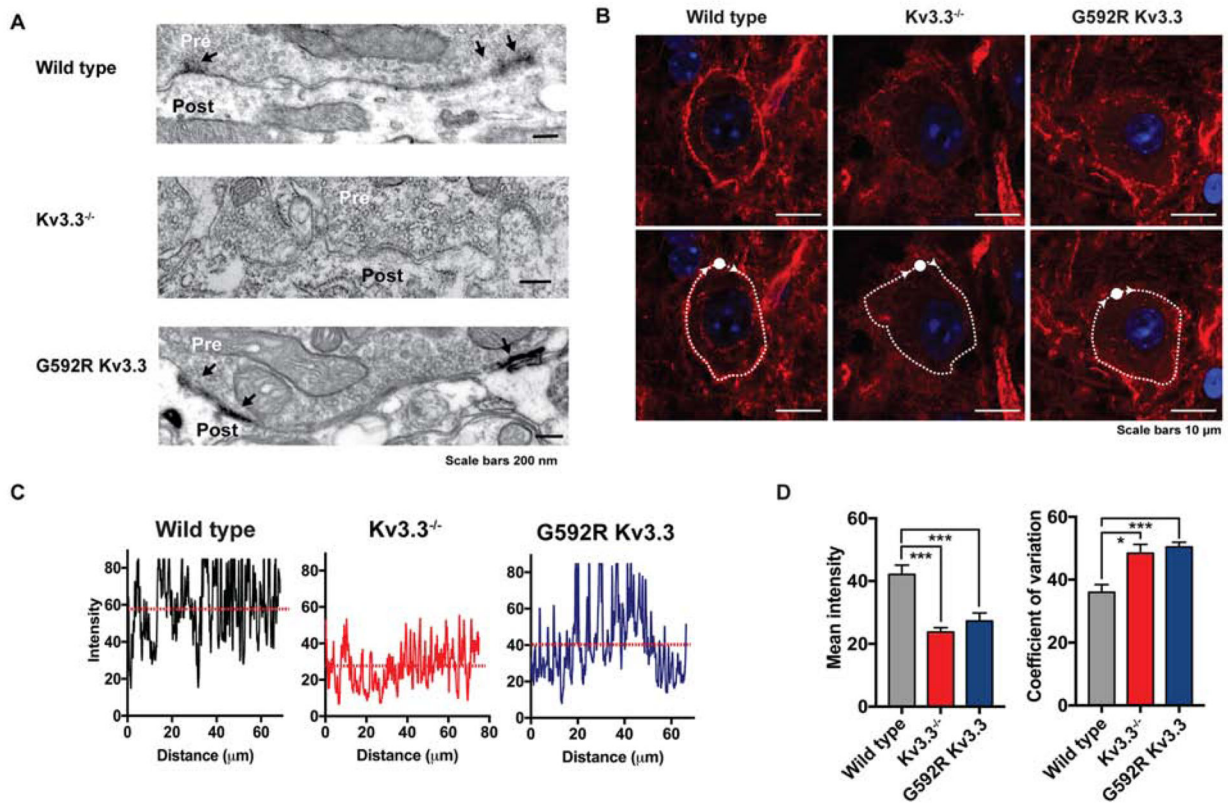 A
Wild type
Pre
Post
Kv3.3-/-
Pre
Post
G592R Kv3.3
Pre
Post
Scale bars 200 nm
B
Wild type
Kv3.3-/-
G592R Kv3.3
Scale bars 10 µm
C
Wild type
Kv3.3-/-
G592R Kv3.3
Intensity
80
60
40
20
0
0 20 40 60
Distance (µm)
80
60
40
20
0
0 20 40 60 80
Distance (µm)
80
60
40
20
0
0 20 40 60
Distance (µm)
D
Mean intensity
60
40
20
0
***
***
Wild type
Kv3.3-/-
G592R Kv3.3
Coefficient of variation
60
40
20
0
***
*
Wild type
Kv3.3-/-
G592R Kv3.3